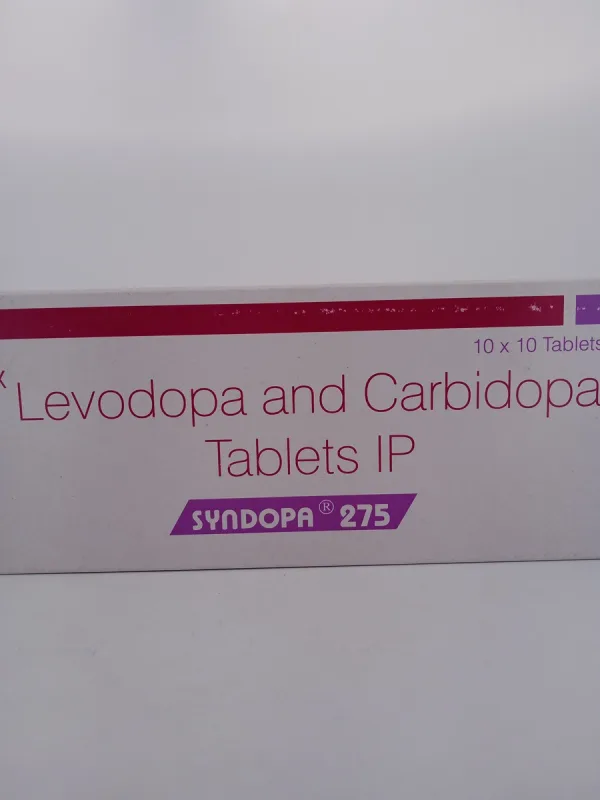 10 x 10 Tablets
x Levodopa and Carbidopa
Tablets IP
SYNDOPA® 275